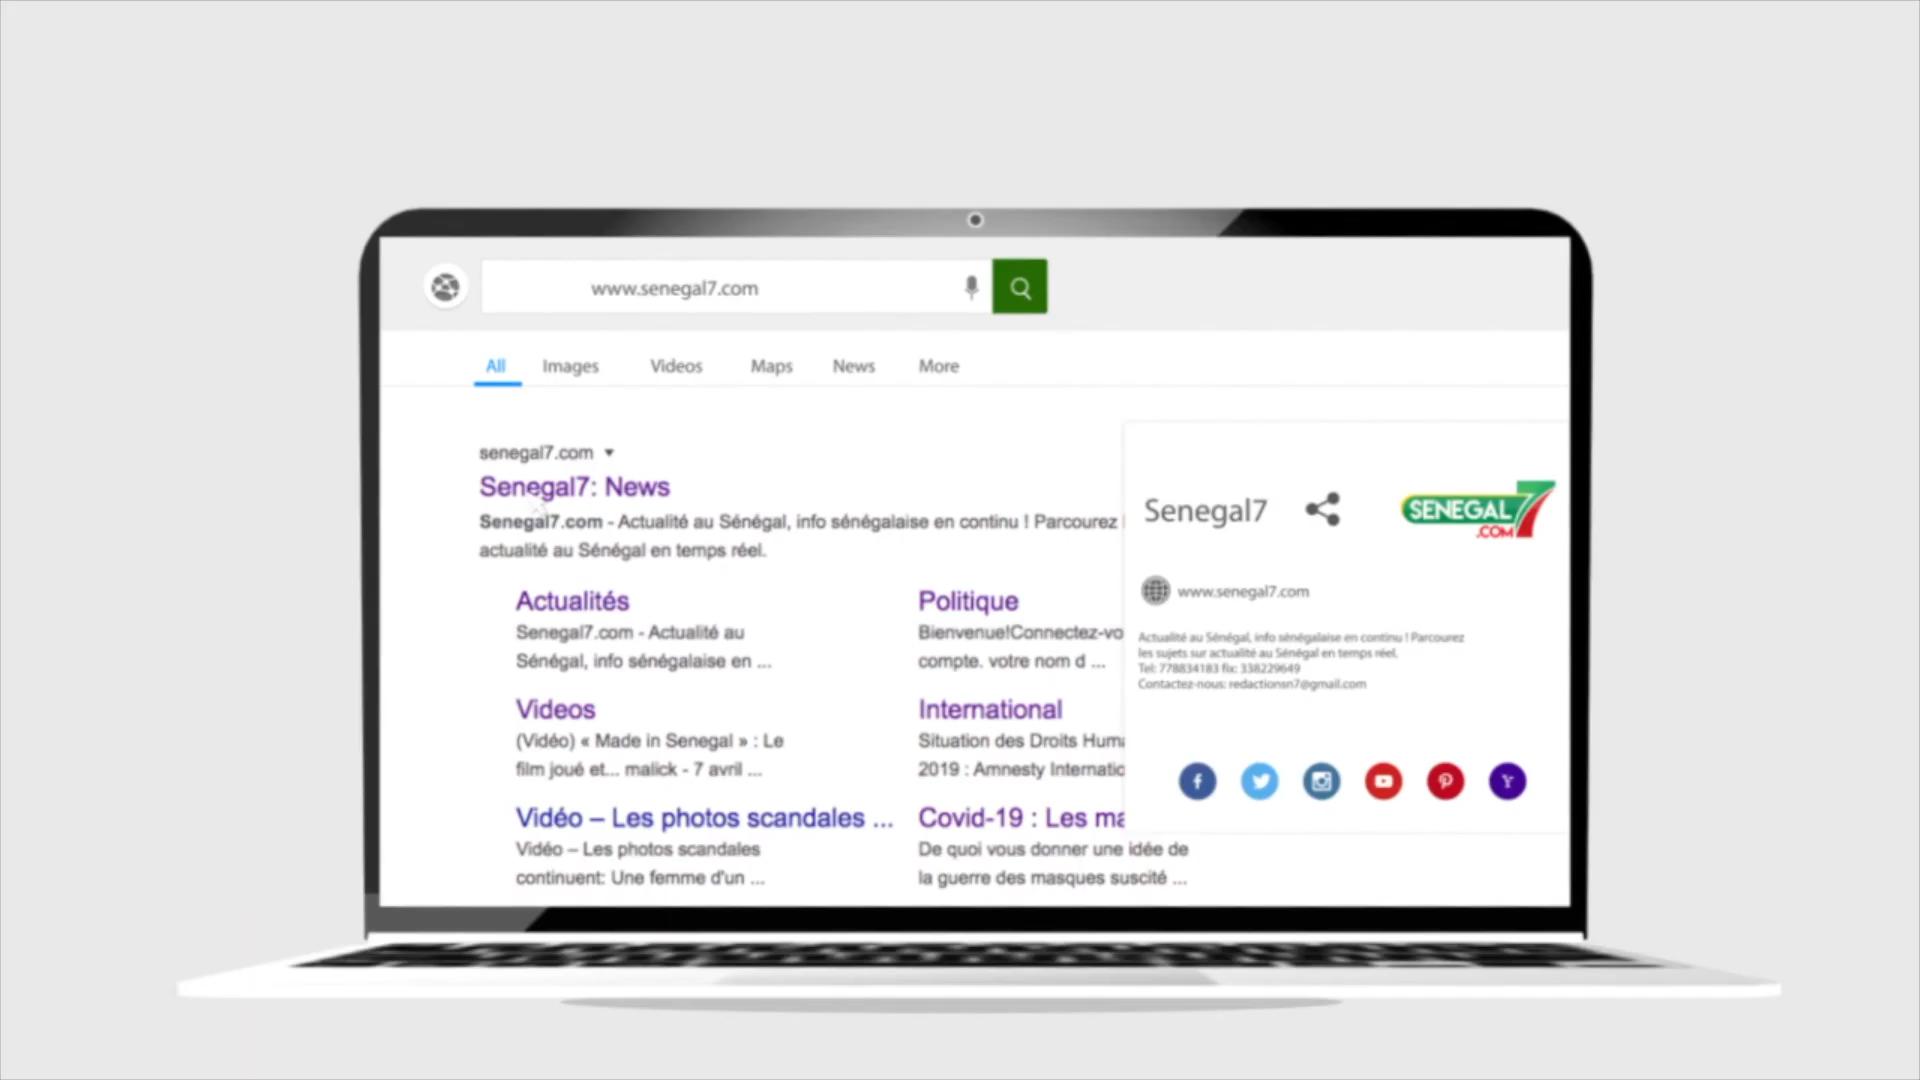 www.senegal7.com
All Images Videos Maps News More
senegal7.com
Senegal7: News
Senegal7.com - Actualité au Sénégal, info sénégalaise en continu ! Parcourez
actualité au Sénégal en temps réel.
Actualités
Senegal7.com - Actualité au
Sénégal, info sénégalaise en ...
Politique
Bienvenue!Connectez-vo
compte. votre nom d ...
Videos
(Vidéo) « Made in Senegal » : Le
film joué et... malick - 7 avril ...
International
Situation des Droits Huma
2019 : Amnesty Internatio
Vidéo – Les photos scandales ...
Vidéo – Les photos scandales
continuent: Une femme d'un ...
Covid-19 : Les ma
De quoi vous donner une idée de
la guerre des masques suscité ...
Senegal7
SENEGAL 7
.COM
www.senegal7.com
Actualité au Sénégal, info sénégalaise en continu ! Parcourez
les sujets sur actualité au Sénégal en temps réel.
Tel: 778834183 fix: 338229649
Contactez-nous: redactionsn7@gmail.com